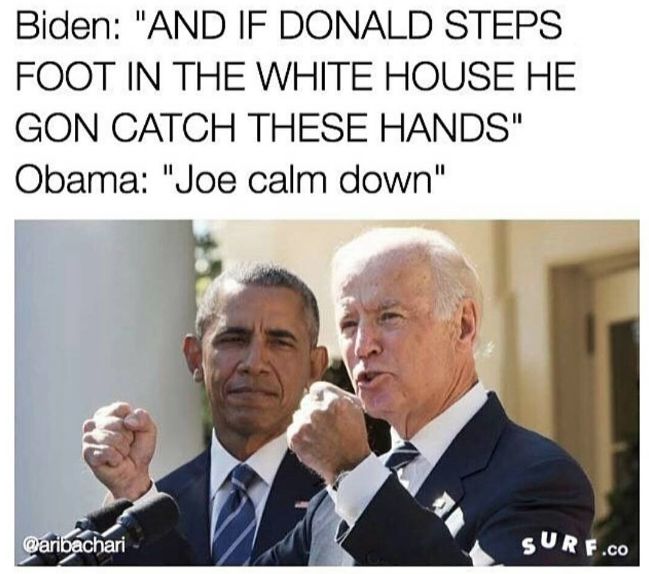 Biden: "AND IF DONALD STEPS
FOOT IN THE WHITE HOUSE HE
GON CATCH THESE HANDS"
Obama: "Joe calm down"
@aribachari
SURF.co